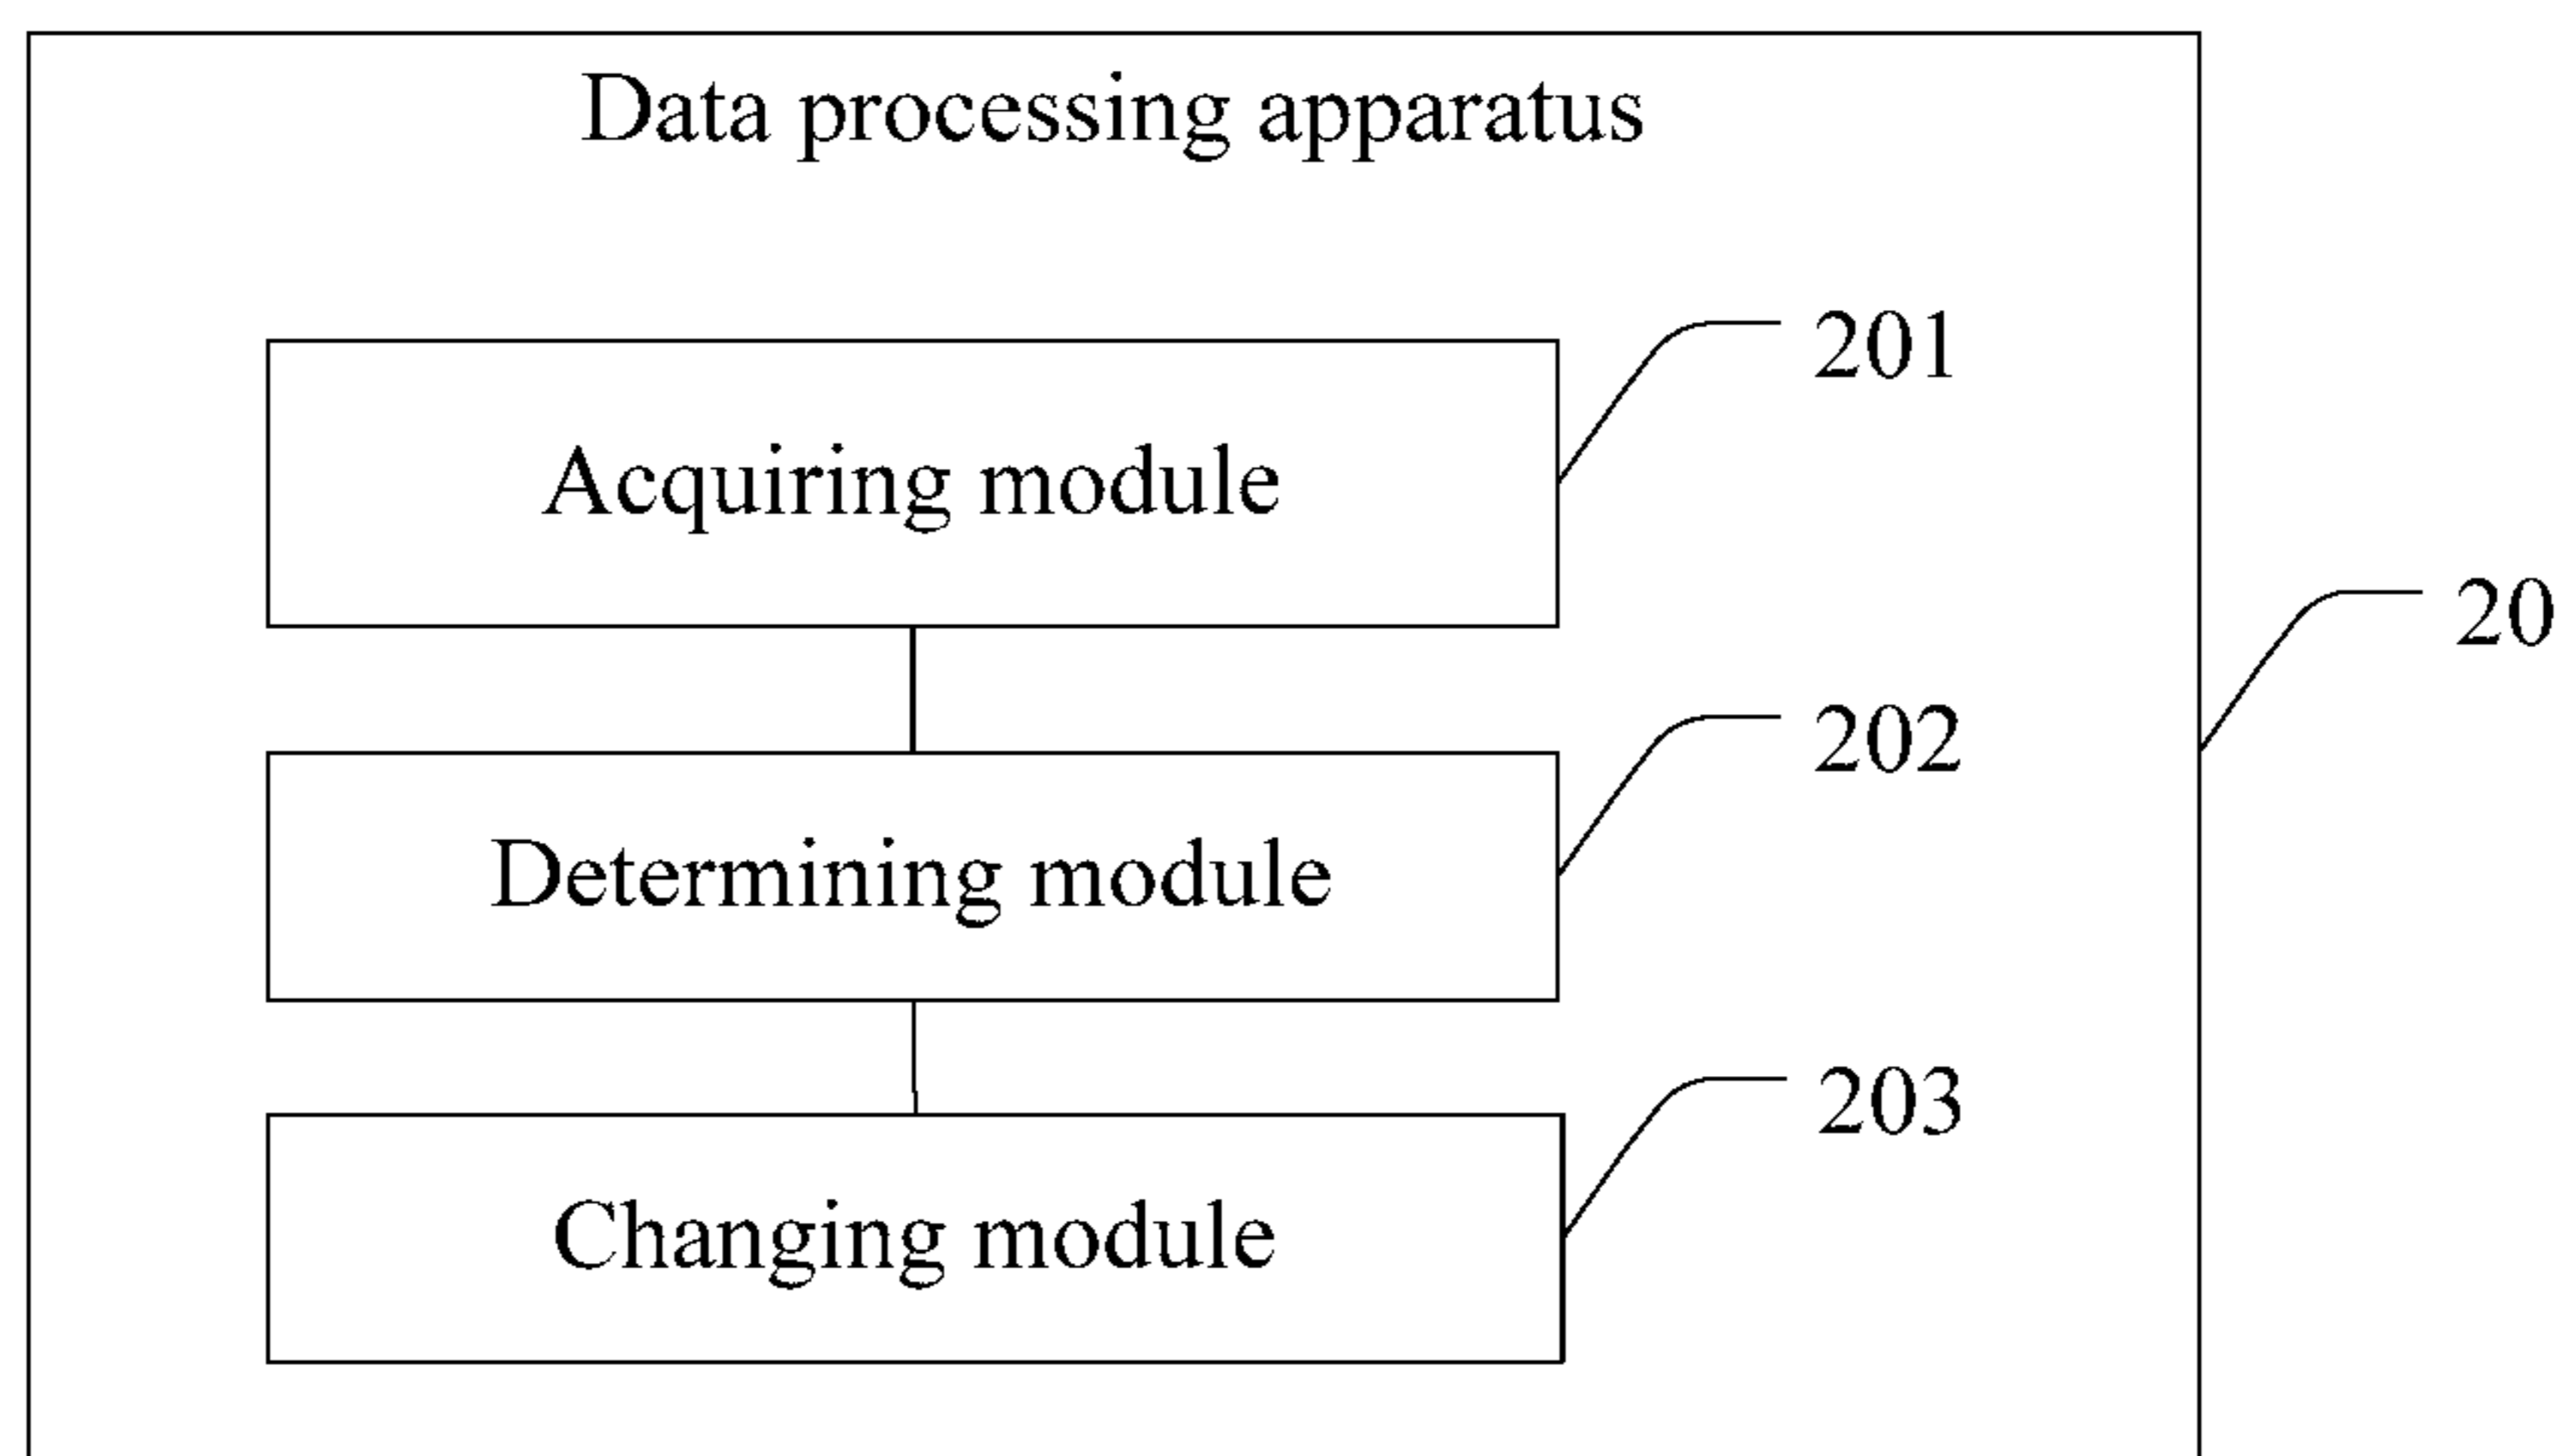 Data processing apparatus
201
Acquiring module
20
202
Determining module
203
Changing module